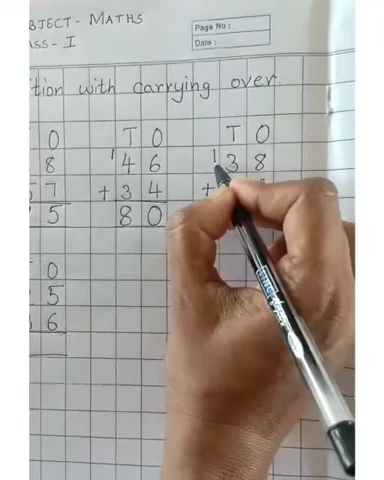 BJECT - MATHS
ASS - I
Page No :
Date :
ition with carrying over.
O T O T O
8 ¹ 4 6 ¹ 3 8
7 + 3 4 +
5 8 0
O
5
6